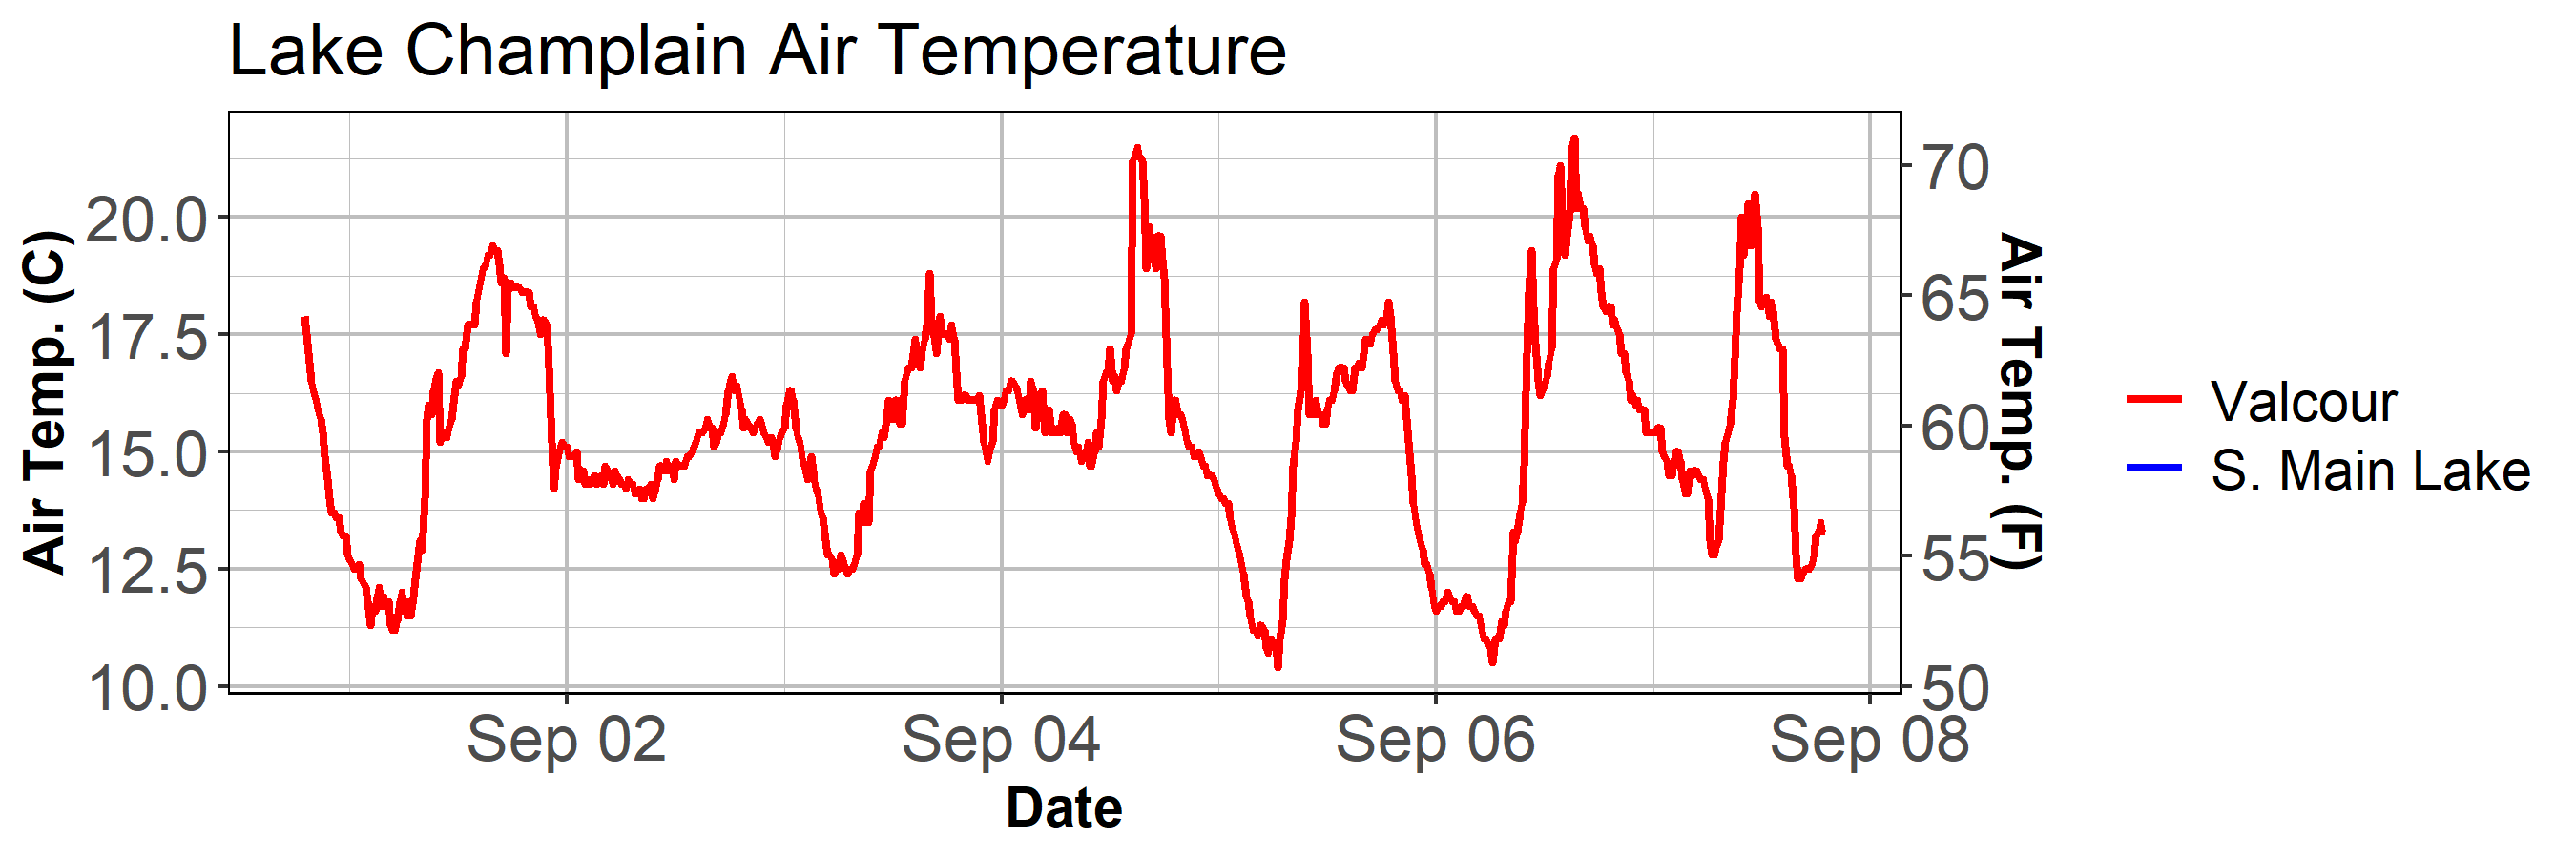 Lake Champlain Air Temperature
Air Temp. (C)
20.0
17.5
15.0
12.5
10.0
70
65
60
55
50
Air Temp. (F)
Sep 02
Sep 04
Sep 06
Sep 08
Date
Valcour
S. Main Lake